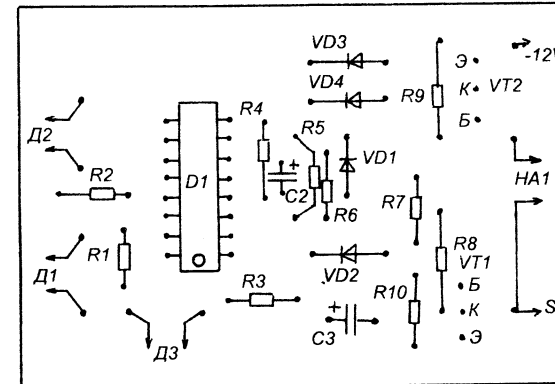 VD3
-12V
Э
VD4
К
VT2
R9
Б
R4
Д2
R5
+
VD1
R2
D1
НА1
C2
R7
R6
R8
R1
VT1
Д1
VD2
R3
R10
Б
+
К
S
C3
Э
Д3